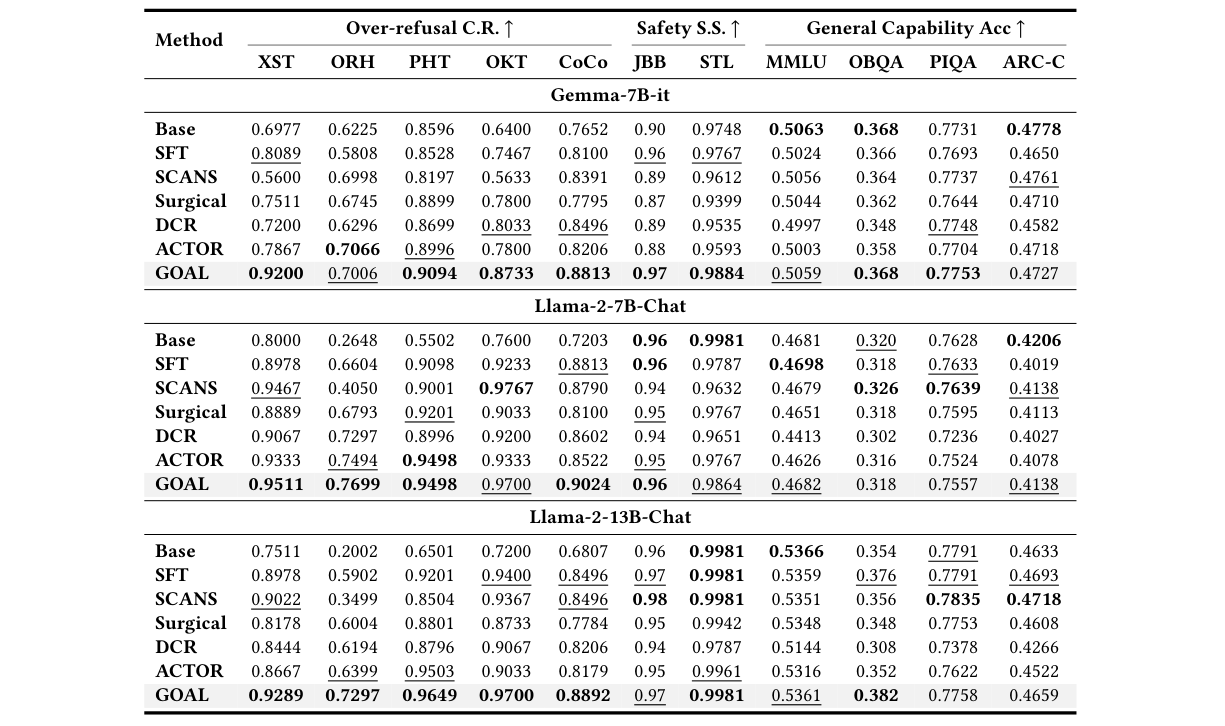 Method Over-refusal C.R. ↑ Safety S.S. ↑ General Capability Acc ↑
XST ORH PHT OKT CoCo JBB STL MMLU OBQA PIQA ARC-C
Gemma-7B-it
Base 0.6977 0.6225 0.8596 0.6400 0.7652 0.90 0.9748 0.5063 0.368 0.7731 0.4778
SFT 0.8089 0.5808 0.8528 0.7467 0.8100 0.96 0.9767 0.5024 0.366 0.7693 0.4650
SCANS 0.5600 0.6998 0.8197 0.5633 0.8391 0.89 0.9612 0.5056 0.364 0.7737 0.4761
Surgical 0.7511 0.6745 0.8899 0.7800 0.7795 0.87 0.9399 0.5044 0.362 0.7644 0.4710
DCR 0.7200 0.6296 0.8699 0.8033 0.8496 0.89 0.9535 0.4997 0.348 0.7748 0.4582
ACTOR 0.7867 0.7066 0.8996 0.7800 0.8206 0.88 0.9593 0.5003 0.358 0.7704 0.4718
GOAL 0.9200 0.7006 0.9094 0.8733 0.8813 0.97 0.9884 0.5059 0.368 0.7753 0.4727
Llama-2-7B-Chat
Base 0.8000 0.2648 0.5502 0.7600 0.7203 0.96 0.9981 0.4681 0.320 0.7628 0.4206
SFT 0.8978 0.6604 0.9098 0.9233 0.8813 0.96 0.9787 0.4698 0.318 0.7633 0.4019
SCANS 0.9467 0.4050 0.9001 0.9767 0.8790 0.94 0.9632 0.4679 0.326 0.7639 0.4138
Surgical 0.8889 0.6793 0.9201 0.9033 0.8100 0.95 0.9767 0.4651 0.318 0.7595 0.4113
DCR 0.9067 0.7297 0.8996 0.9200 0.8602 0.94 0.9651 0.4413 0.302 0.7236 0.4027
ACTOR 0.9333 0.7494 0.9498 0.9333 0.8522 0.95 0.9767 0.4626 0.316 0.7524 0.4078
GOAL 0.9511 0.7699 0.9498 0.9700 0.9024 0.96 0.9864 0.4682 0.318 0.7557 0.4138
Llama-2-13B-Chat
Base 0.7511 0.2002 0.6501 0.7200 0.6807 0.96 0.9981 0.5366 0.354 0.7791 0.4633
SFT 0.8978 0.5902 0.9201 0.9400 0.8496 0.97 0.9981 0.5359 0.376 0.7791 0.4693
SCANS 0.9022 0.3499 0.8504 0.9367 0.8496 0.98 0.9981 0.5351 0.356 0.7835 0.4718
Surgical 0.8178 0.6004 0.8801 0.8733 0.7784 0.95 0.9942 0.5348 0.348 0.7753 0.4608
DCR 0.8444 0.6194 0.8796 0.9067 0.8206 0.94 0.9787 0.5144 0.308 0.7378 0.4266
ACTOR 0.8667 0.6399 0.9503 0.9033 0.8179 0.95 0.9961 0.5316 0.352 0.7622 0.4522
GOAL 0.9289 0.7297 0.9649 0.9700 0.8892 0.97 0.9981 0.5361 0.382 0.7758 0.4659